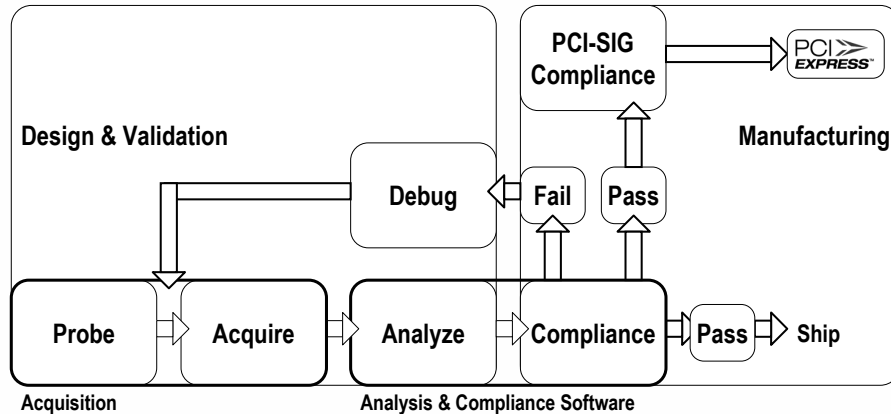 PCI-SIG
Compliance
PCI
EXPRESS™
Design & Validation
Manufacturing
Debug
Fail
Pass
Probe
Acquire
Analyze
Compliance
Pass
Ship
Acquisition
Analysis & Compliance Software